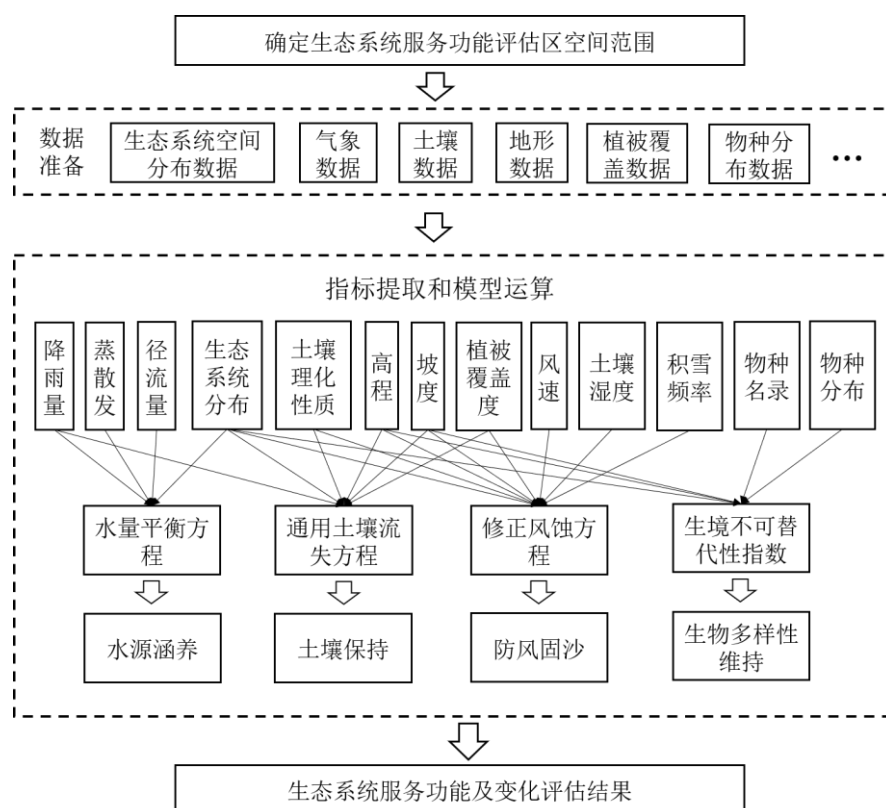 确定生态系统服务功能评估区空间范围
数据
准备
生态系统空间
分布数据
气象
数据
土壤
数据
地形
数据
植被覆
盖数据
物种分
布数据
...
指标提取和模型运算
降
雨
量
蒸
散
发
径
流
量
生态
系统
分布
土壤
理化
性质
高
程
坡
度
植被
覆盖
度
风
速
土壤
湿度
积雪
频率
物种
名录
物种
分布
水量平衡方
程
通用土壤流
失方程
修正风蚀方
程
生境不可替
代性指数
水源涵养
土壤保持
防风固沙
生物多样性
维持
生态系统服务功能及变化评估结果